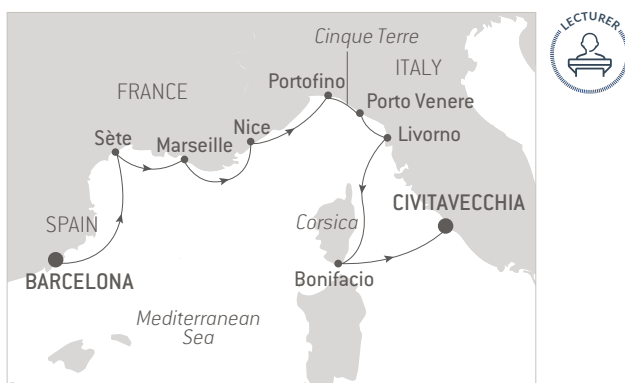 LECTURER
Cinque Terre
ITALY
Portofino
FRANCE
Porto Venere
Nice
Sète
Marseille
Livorno
CIVITAVECCHIA
Corsica
SPAIN
Bonifacio
BARCELONA
Mediterranean
Sea